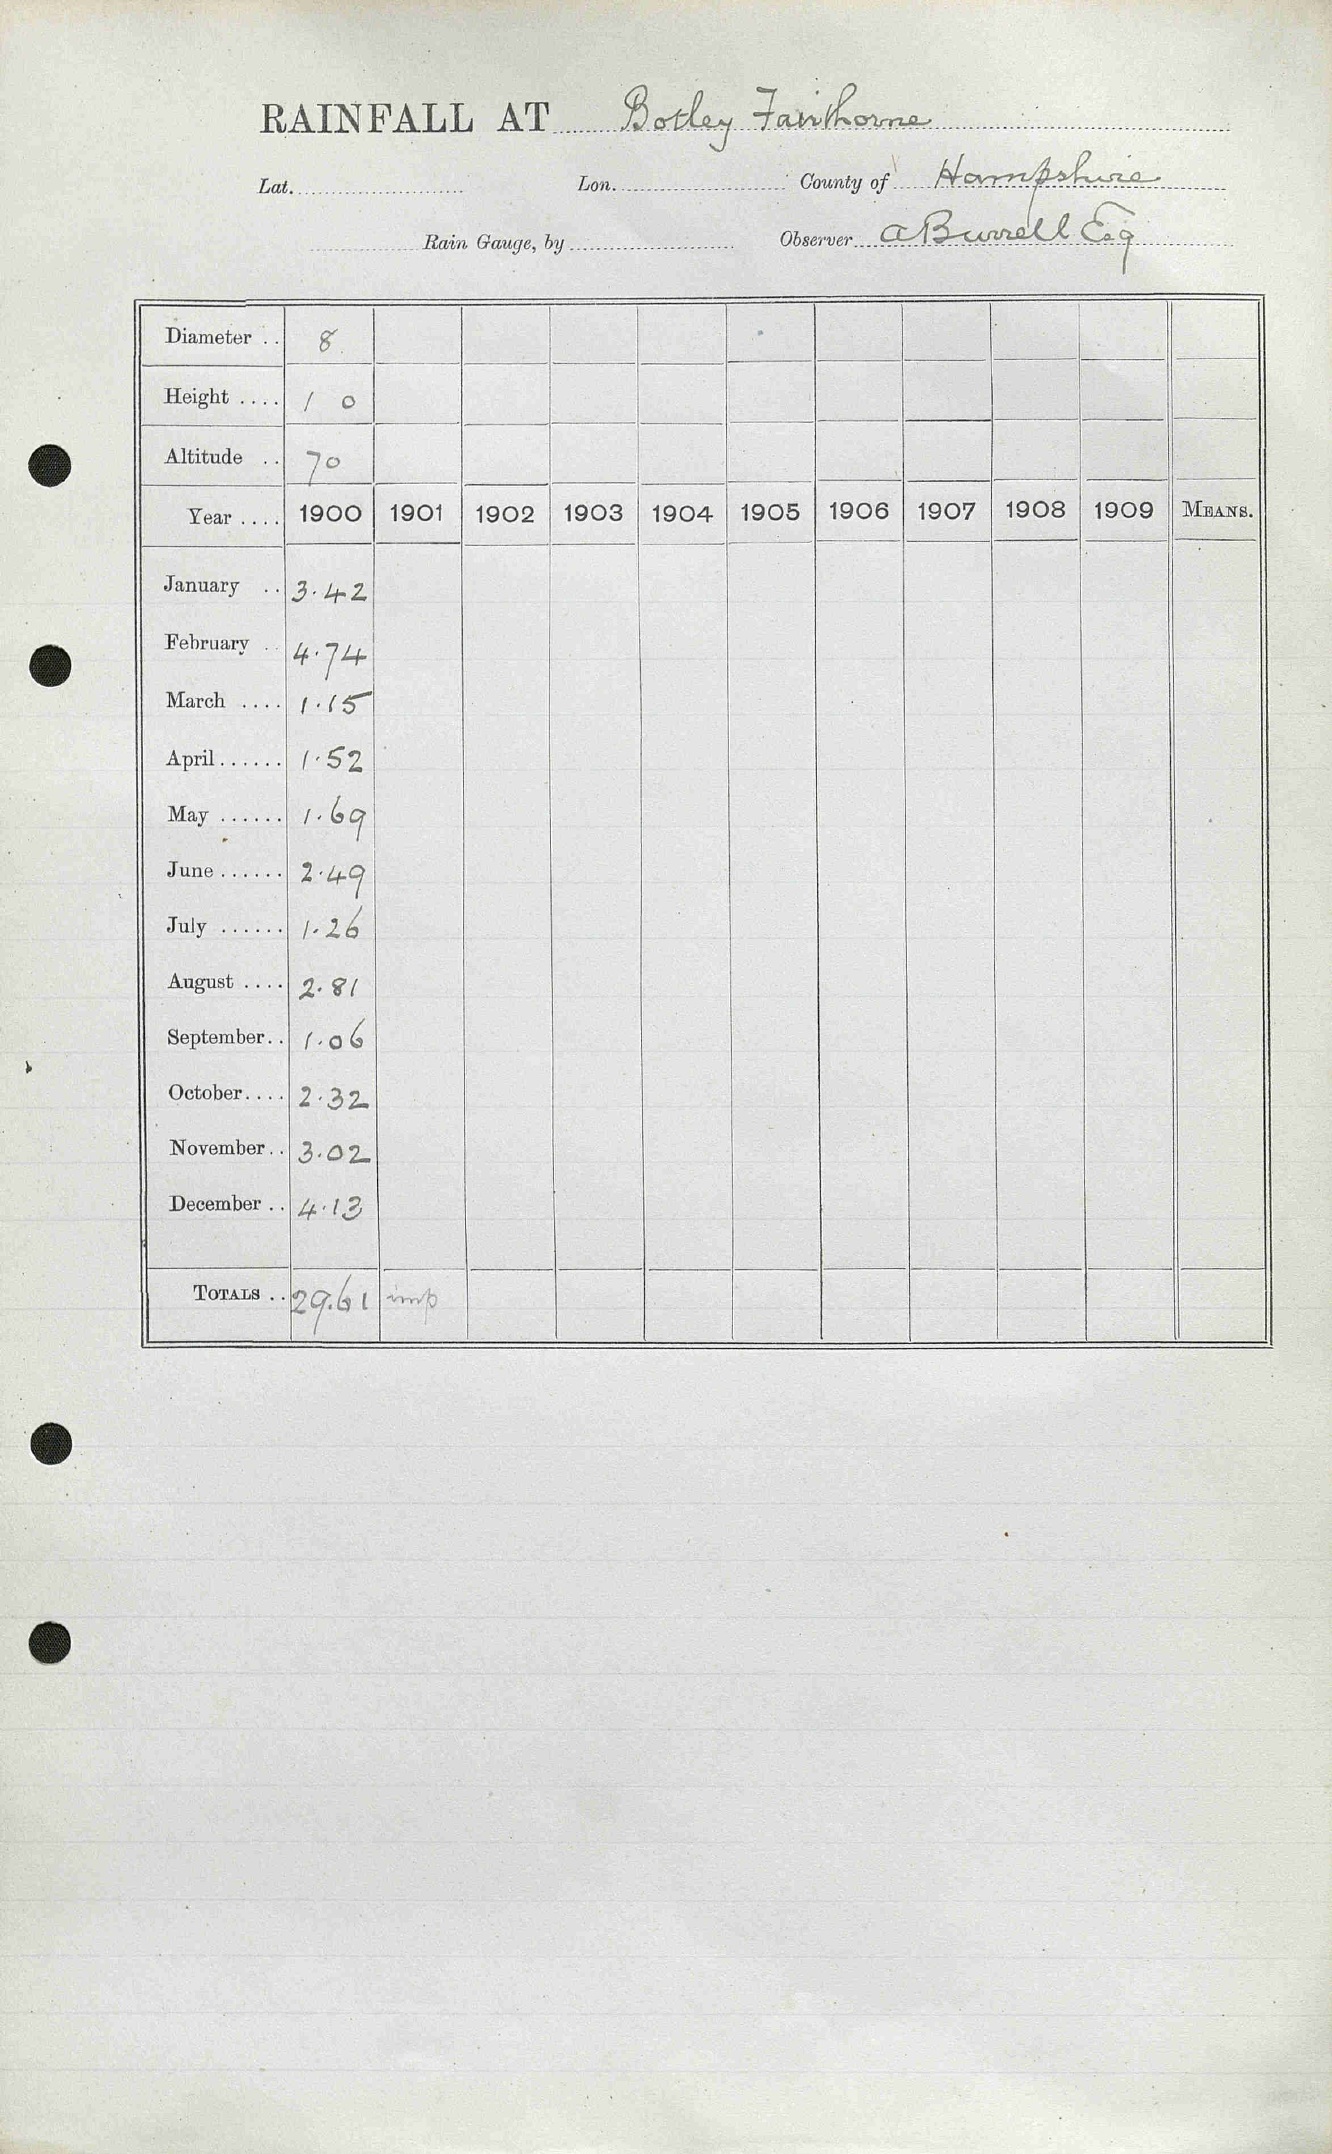 RAINFALL AT Botley Fairthorne
Lat. Lon. County of Hampshire
Rain Gauge, by Observer A Burrell Esq
Diameter .. 8
Height .... 1 0
Altitude .. 70
Year .... 1900 1901 1902 1903 1904 1905 1906 1907 1908 1909 MEANS.
January .. 3.42
February .. 4.74
March .... 1.15
April ...... 1.52
May ...... 1.69
June ...... 2.49
July ...... 1.26
August .... 2.81
September .. 1.06
October .... 2.32
November .. 3.02
December .. 4.13
TOTALS .. 29.61 imp